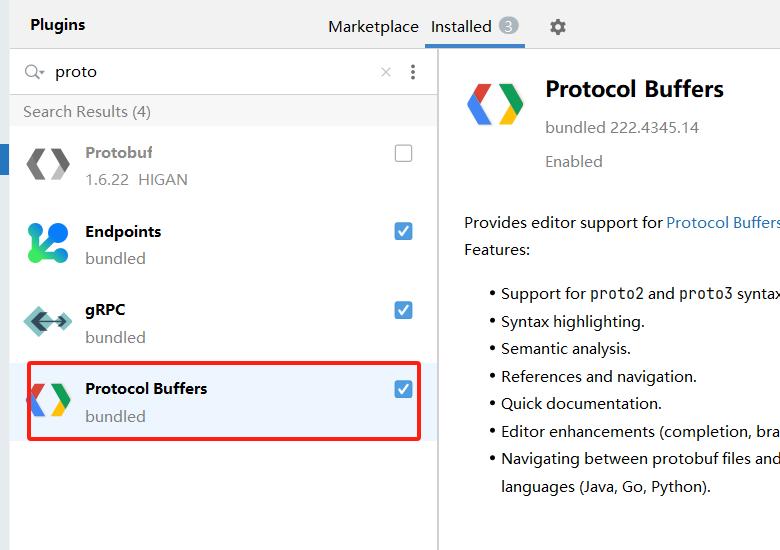 Plugins
Marketplace
Installed 3
proto
Search Results (4)
Protobuf
1.6.22 HIGAN
Endpoints
bundled
gRPC
bundled
Protocol Buffers
bundled
Protocol Buffers
bundled 222.4345.14
Enabled
Provides editor support for Protocol Buffers
Features:
• Support for proto2 and proto3 syntax
• Syntax highlighting.
• Semantic analysis.
• References and navigation.
• Quick documentation.
• Editor enhancements (completion, bra
• Navigating between protobuf files and
languages (Java, Go, Python).